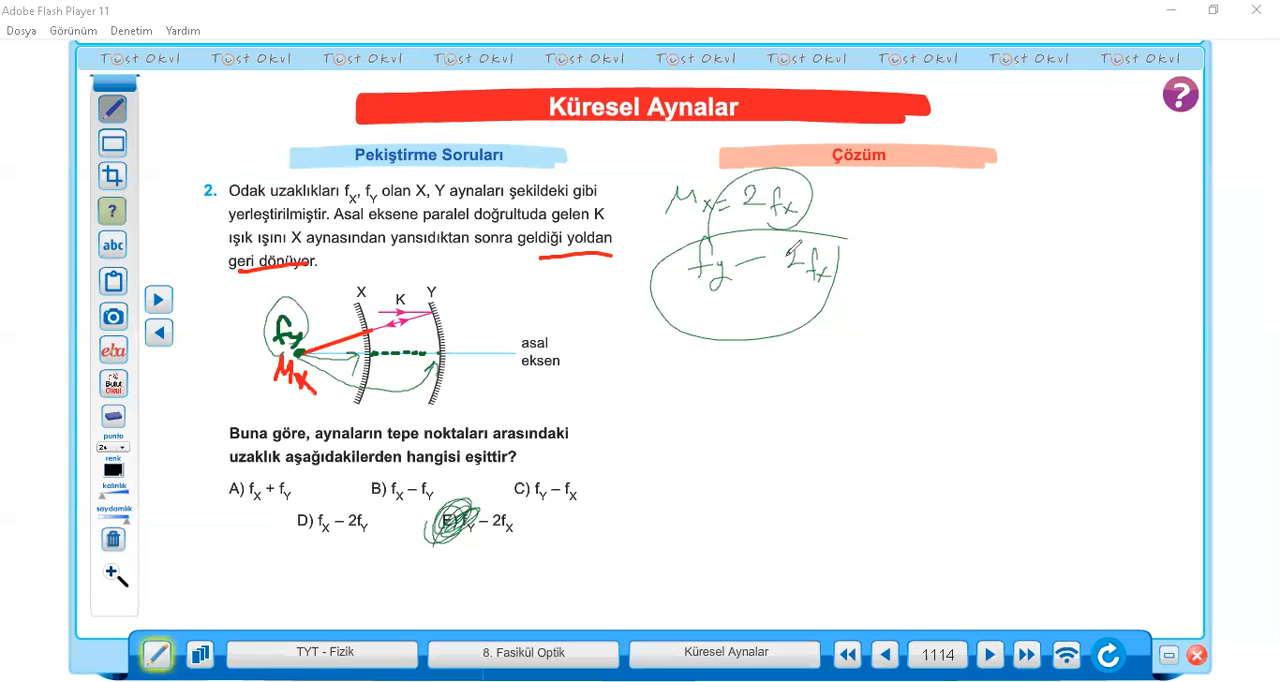 Adobe Flash Player 11
Dosya Görünüm Denetim Yardım
Test Okul Test Okul Test Okul Test Okul Test Okul Test Okul Test Okul Test Okul Test Okul Test Okul
Küresel Aynalar
?
Pekiştirme Soruları
Çözüm
2. Odak uzaklıkları fX, fY olan X, Y aynaları şekildeki gibi
yerleştirilmiştir. Asal eksene paralel doğrultuda gelen K
ışık ışını X aynasından yansıdıktan sonra geldiği yoldan
geri dönüyor.
Mx = 2fx
fy – 2fx
X Y
K
fy
Mx
asal
eksen
Buna göre, aynaların tepe noktaları arasındaki
uzaklık aşağıdakilerden hangisi eşittir?
A) fX + fY B) fX – fY C) fY – fX
D) fX – 2fY E) fY – 2fX
?
abc
eba
Bulut
Okul
punto
24
renk
kalınlık
saydamlık
TYT - Fizik
8. Fasikül Optik
Küresel Aynalar
1114